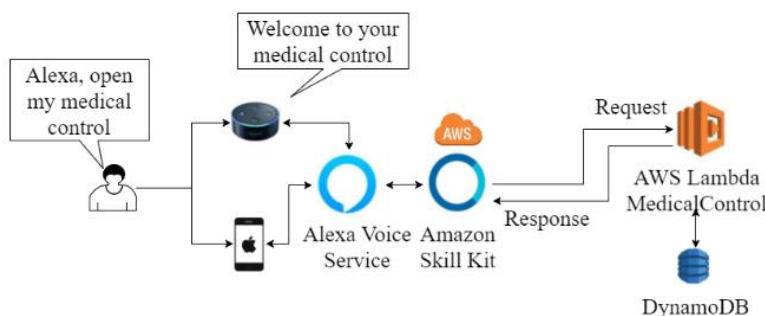 Welcome to your
medical control
Alexa, open
my medical
control
AWS
Request
Response
Alexa Voice
Service
Amazon
Skill Kit
AWS Lambda
MedicalControl
DynamoDB